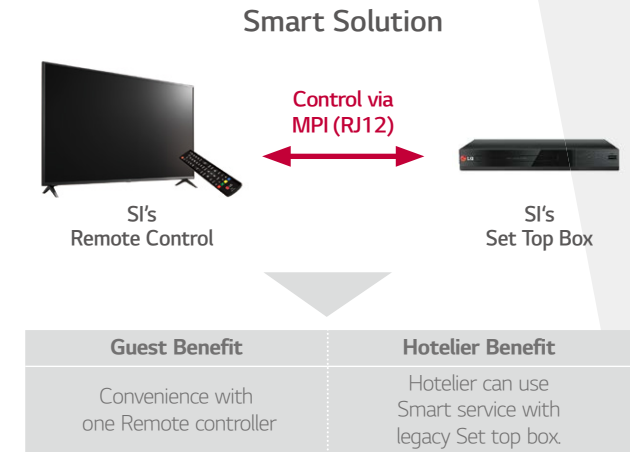 Smart Solution
Control via
MPI (RJ12)
LG
SI's
Remote Control
SI‘s
Set Top Box
Guest Benefit
Hotelier Benefit
Convenience with
one Remote controller
Hotelier can use
Smart service with
legacy Set top box.